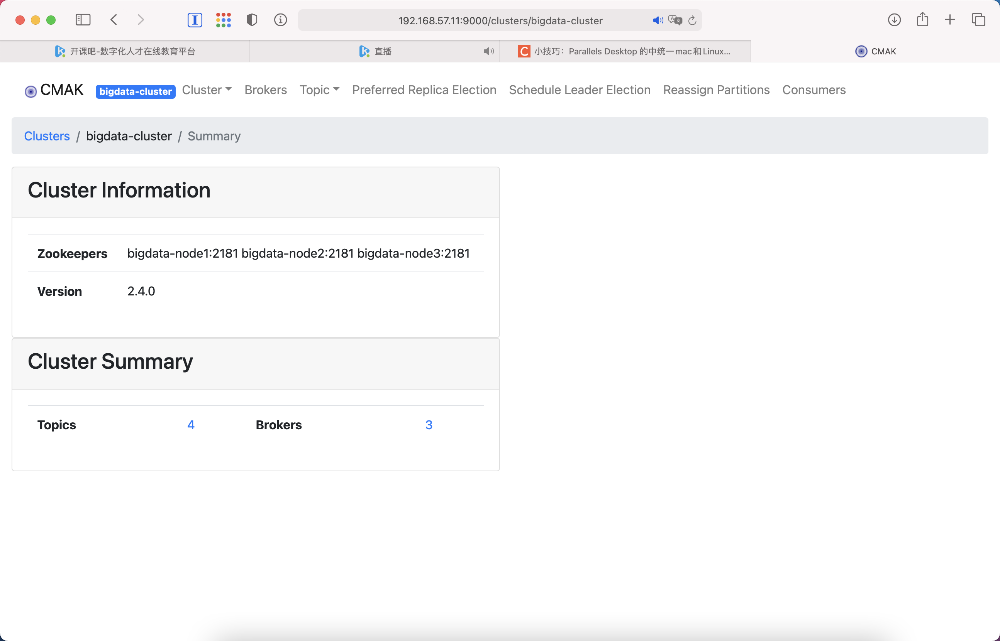 192.168.57.11:9000/clusters/bigdata-cluster
开课吧-数字化人才在线教育平台
直播
小技巧：Parallels Desktop 的中统一mac和Linux...
CMAK
CMAK bigdata-cluster Cluster Brokers Topic Preferred Replica Election Schedule Leader Election Reassign Partitions Consumers
Clusters / bigdata-cluster / Summary
Cluster Information
Zookeepers bigdata-node1:2181 bigdata-node2:2181 bigdata-node3:2181
Version 2.4.0
Cluster Summary
Topics 4 Brokers 3